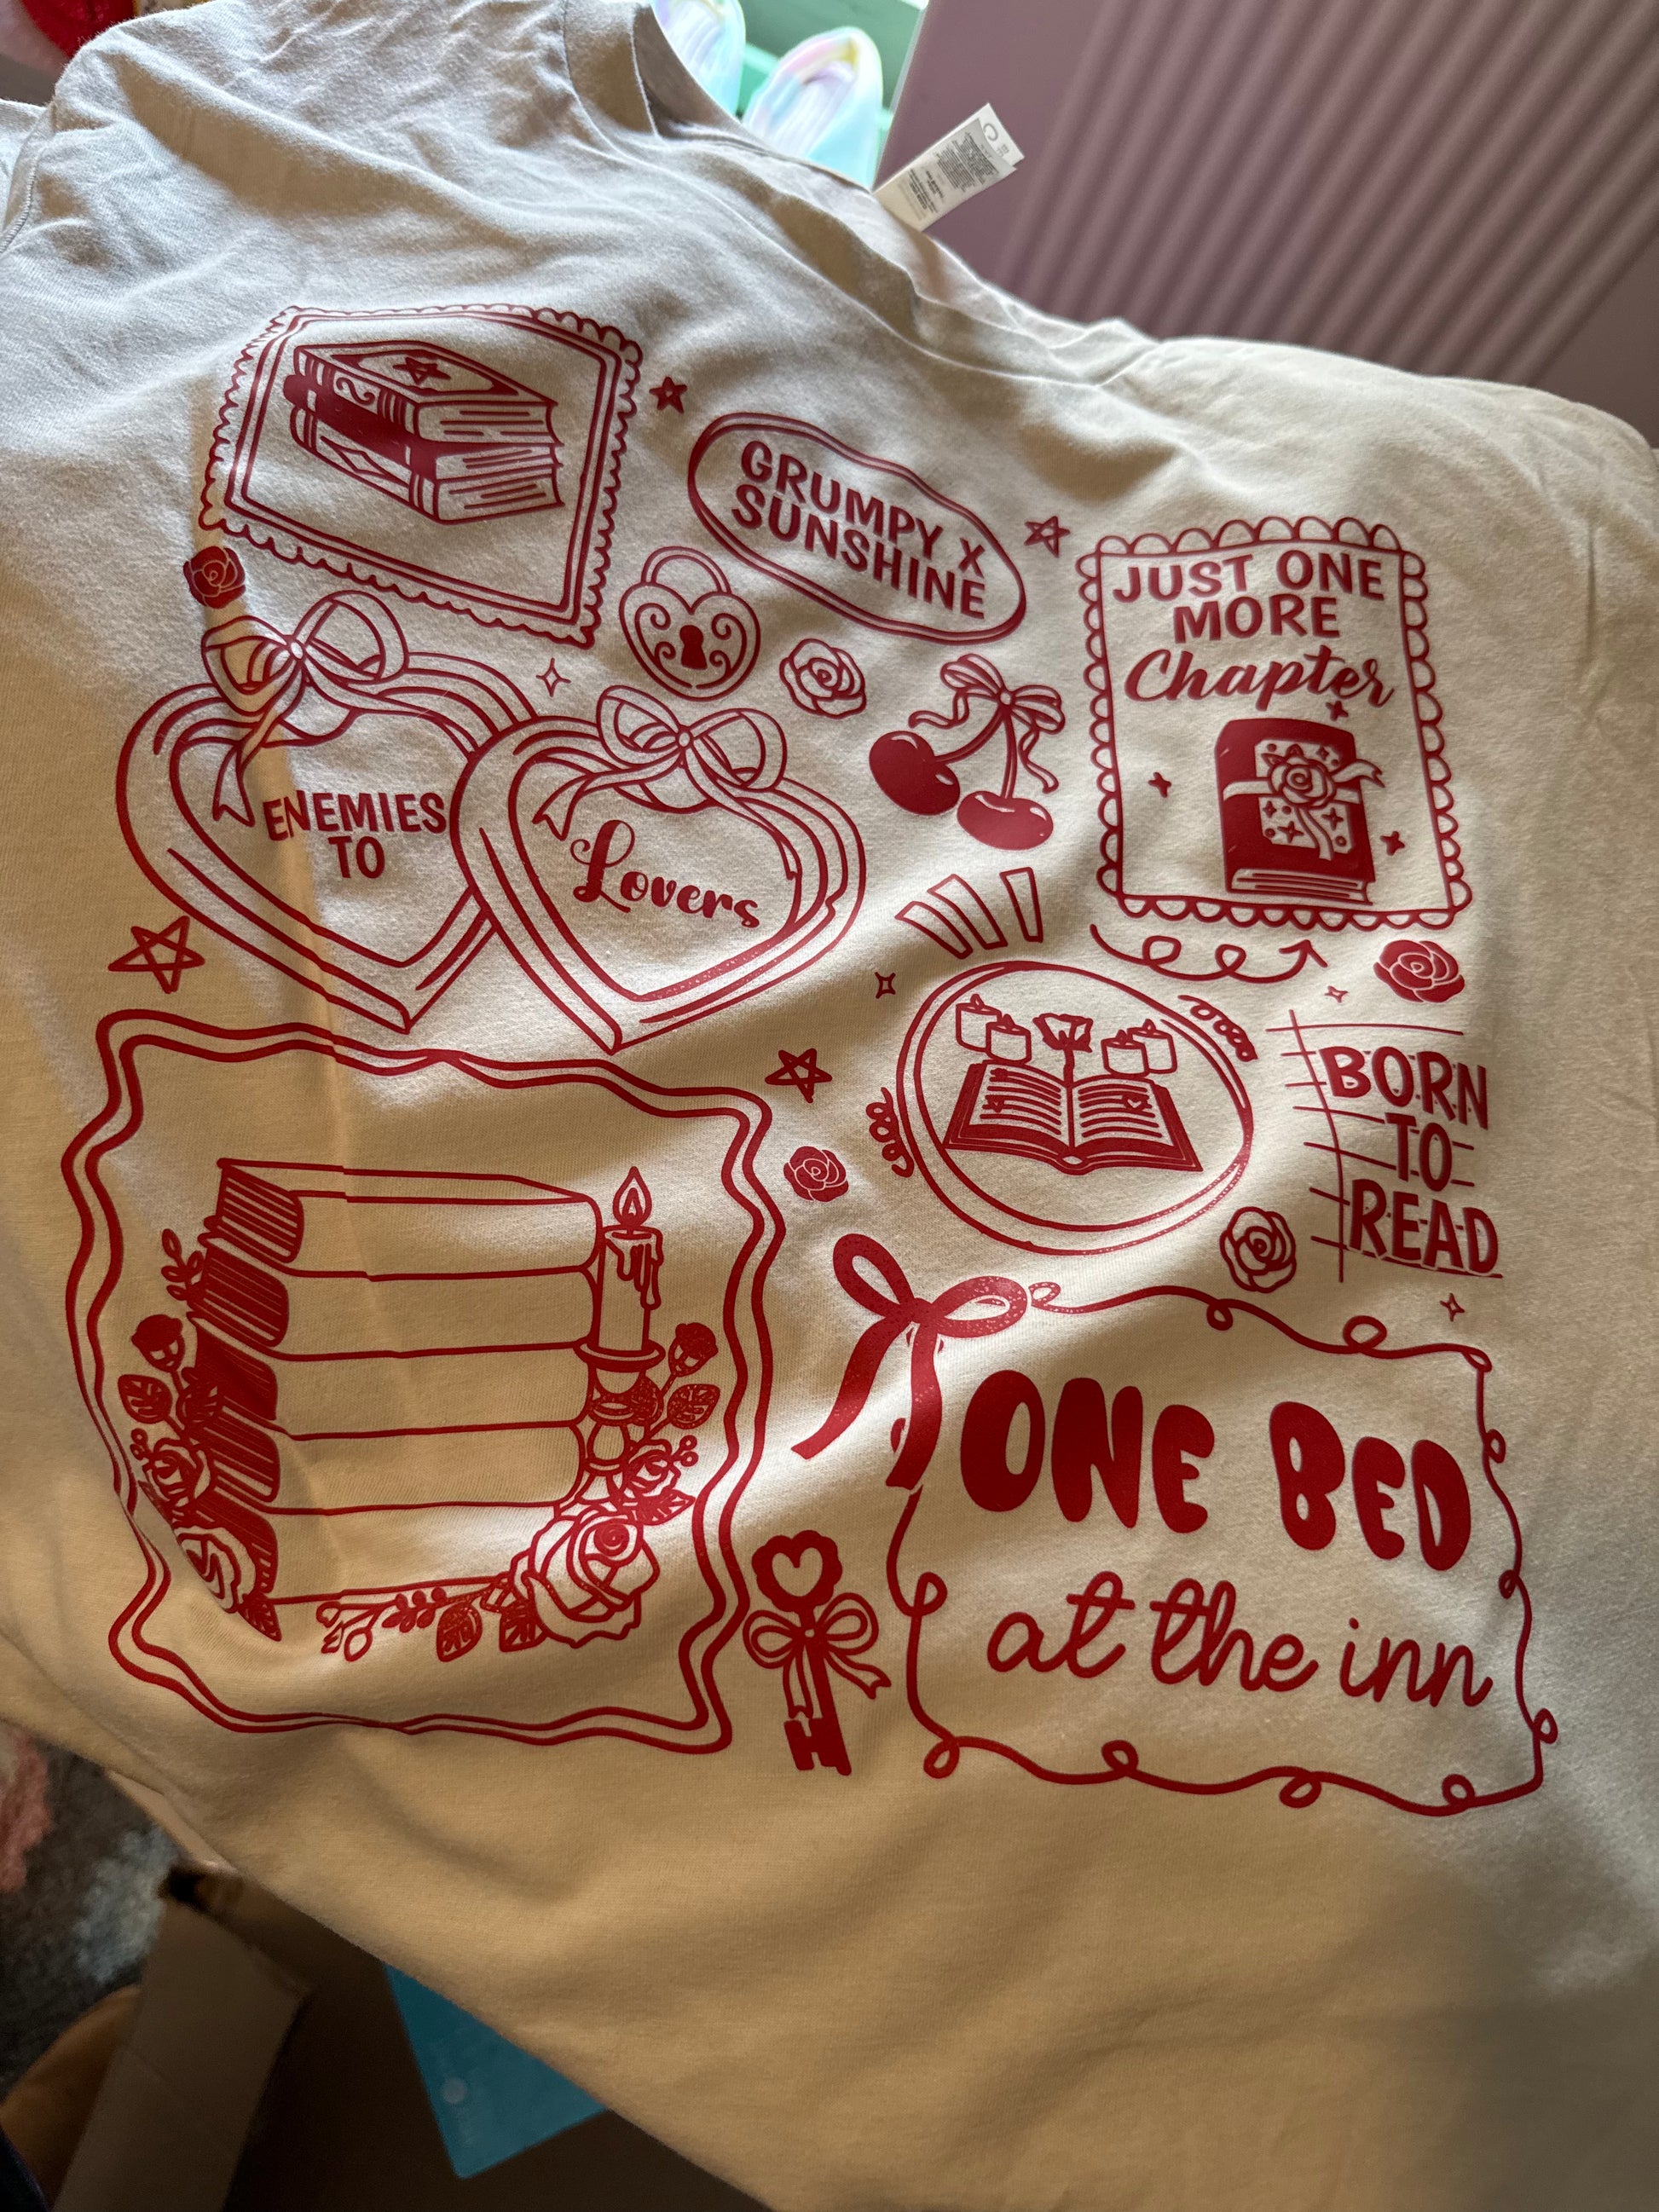 GRUMPY X
SUNSHINE
JUST ONE
MORE
Chapter
ENEMIES
TO
Lovers
BORN
TO
READ
ONE BED
at the inn